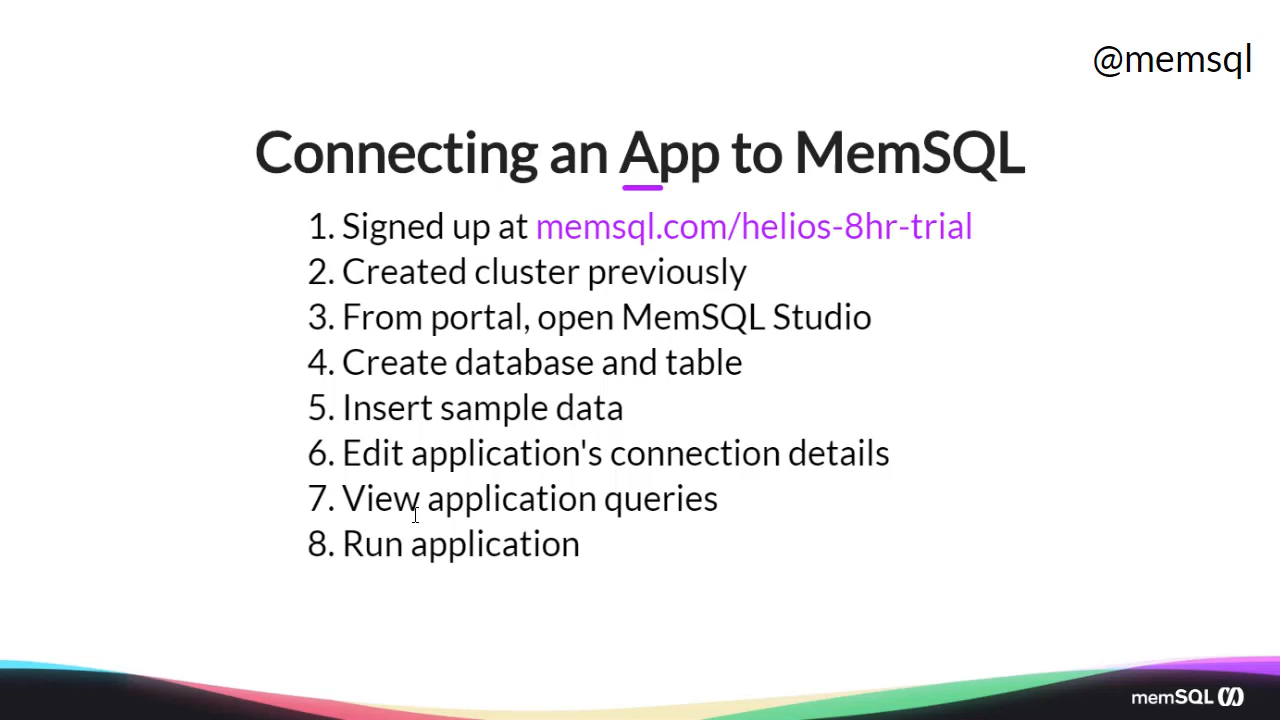 @memsql
Connecting an App to MemSQL
1. Signed up at memsql.com/helios-8hr-trial
2. Created cluster previously
3. From portal, open MemSQL Studio
4. Create database and table
5. Insert sample data
6. Edit application's connection details
7. View application queries
8. Run application
memSQL